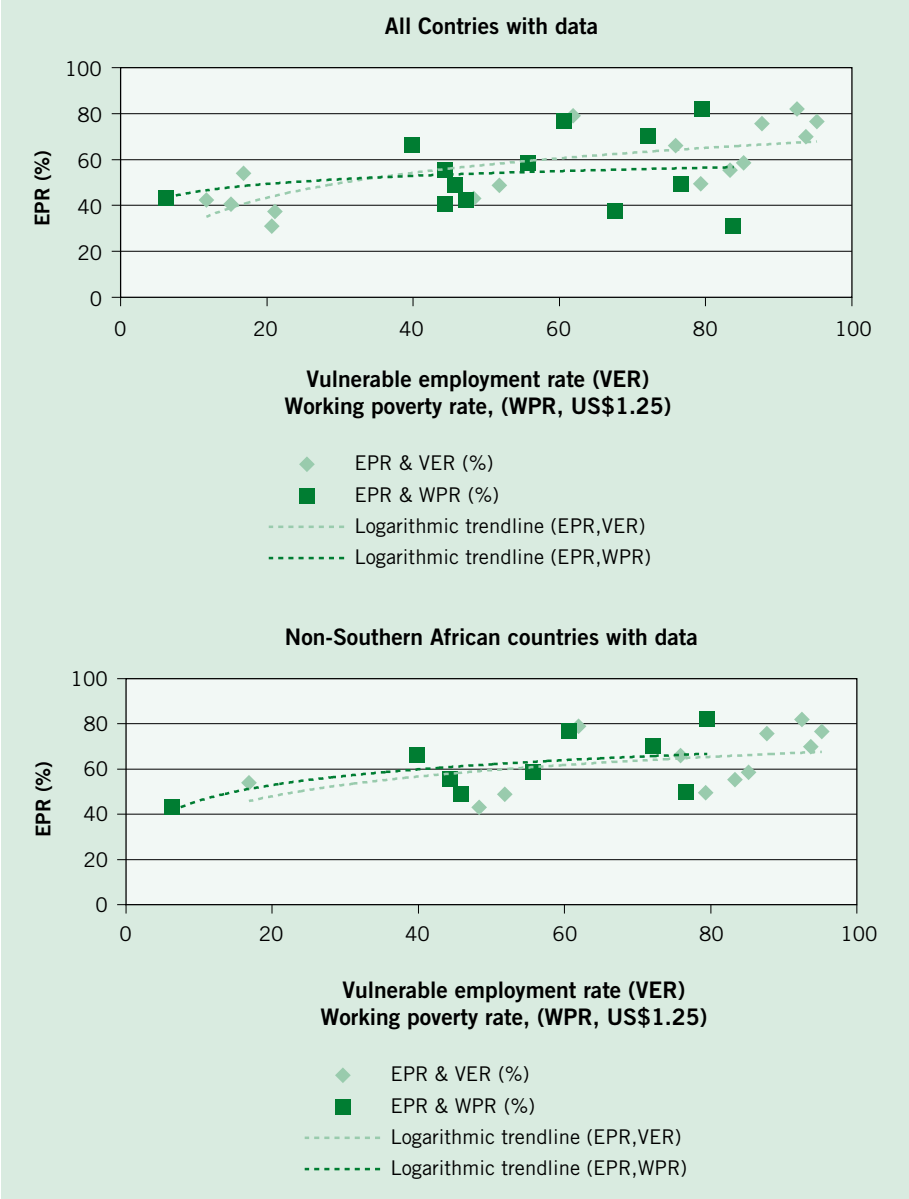 All Contries with data
100
80
60
40
20
0
EPR (%)
0 20 40 60 80 100
Vulnerable employment rate (VER)
Working poverty rate, (WPR, US$1.25)
EPR & VER (%)
EPR & WPR (%)
Logarithmic trendline (EPR,VER)
Logarithmic trendline (EPR,WPR)
Non-Southern African countries with data
100
80
60
40
20
0
EPR (%)
0 20 40 60 80 100
Vulnerable employment rate (VER)
Working poverty rate, (WPR, US$1.25)
EPR & VER (%)
EPR & WPR (%)
Logarithmic trendline (EPR,VER)
Logarithmic trendline (EPR,WPR)